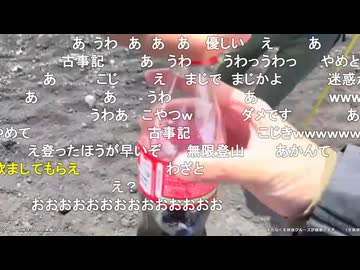 あ うわ あ あ あ 優しい え あ
古事記 あ うわ うわっうわっ やめと
あ こじ え まじで まじかよ 迷惑
あ あ うわ あ www
うわあ こやつw ダメです あ
やめて 古事記 こじきwwwwww
え登ったほうが早いぞ 無限登山 あかんて
飲ましてもらえ わざと
え?
おおおおおおおおおおおおおお